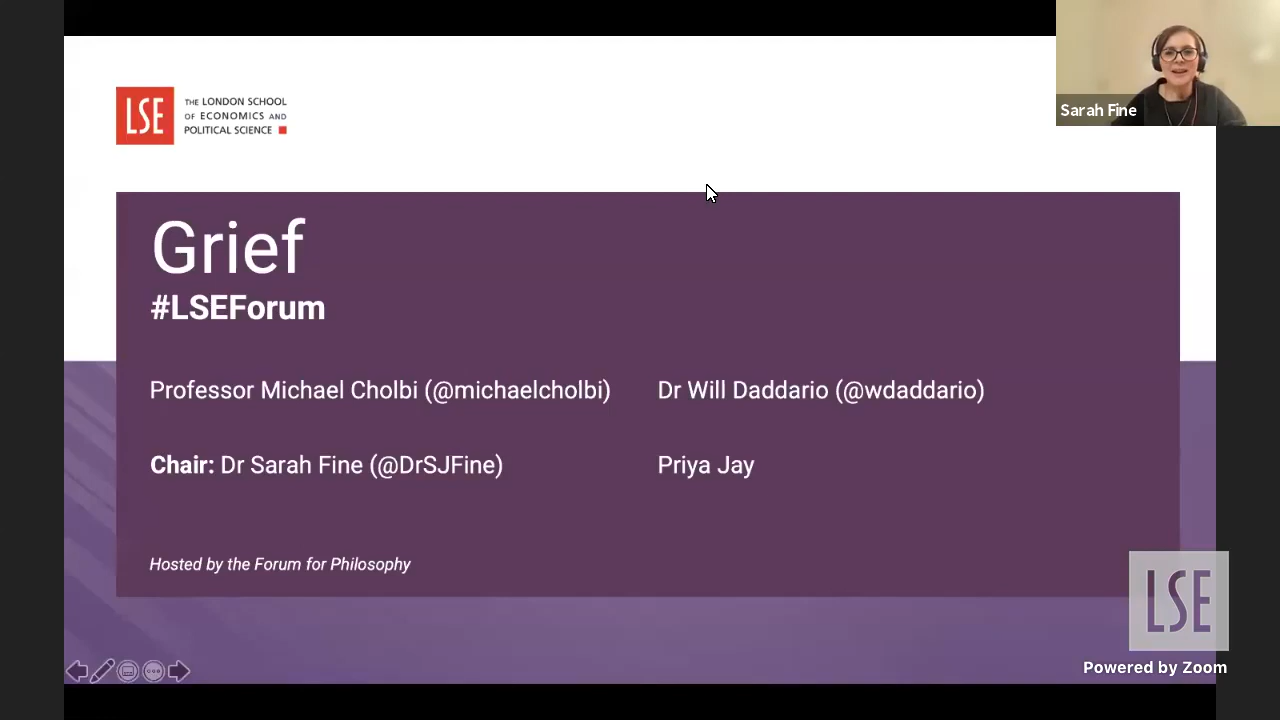 LSE
THE LONDON SCHOOL
OF ECONOMICS AND
POLITICAL SCIENCE
Sarah Fine
Grief
#LSEForum
Professor Michael Cholbi (@michaelcholbi)
Dr Will Daddario (@wdaddario)
Chair: Dr Sarah Fine (@DrSJFine)
Priya Jay
Hosted by the Forum for Philosophy
LSE
Powered by Zoom